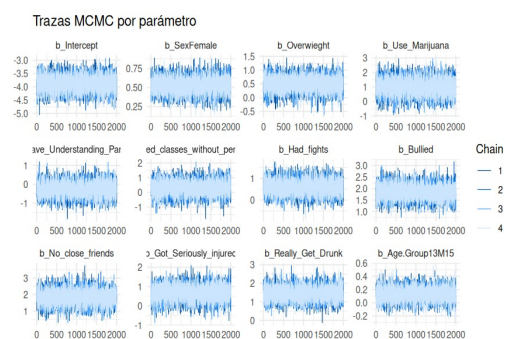 Trazas MCMC por parámetro
b_Intercept b_SexFemale b_Overwieght b_Use_Marijuana
-3.0 -3.5 -4.0 -4.5 -5.0
0.75 0.50 0.25
1.5 1.0 0.5 0.0 -0.5
3 2 1 0 -1
0 500 1000 1500 2000 0 500 1000 1500 2000 0 500 1000 1500 2000 0 500 1000 1500 2000
ave_Understanding_Par ed_classes_without_per b_Had_fights b_Bullied
1 0 -1
2 1 0 -1
1 0
3.0 2.5 2.0 1.5 1.0
0 500 1000 1500 2000 0 500 1000 1500 2000 0 500 1000 1500 2000 0 500 1000 1500 2000
Chain
1
2
3
4
b_No_close_friends b_Got_Seriously_injurec b_Really_Get_Drunk b_Age.Group13M15
3 2 1
2 1 0 -1
3 2 1 0
0.6 0.4 0.2 0.0 -0.2
0 500 1000 1500 2000 0 500 1000 1500 2000 0 500 1000 1500 2000 0 500 1000 1500 2000